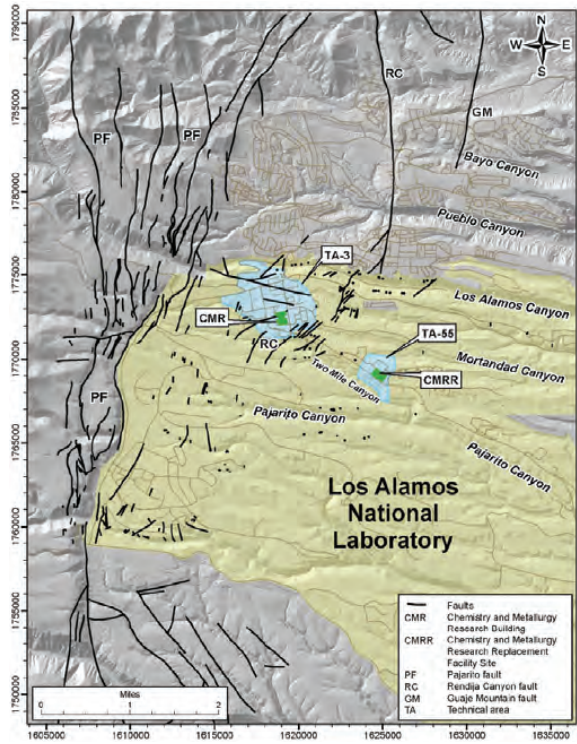 N
W E
S
1790000
1785000
1780000
1775000
1770000
1765000
1760000
1755000
1750000
RC
GM
PF
PF
Bayo Canyon
Pueblo Canyon
TA-3
Los Alamos Canyon
CMR
RC
TA-55
Mortandad Canyon
Two Mile Canyon
CMRR
PF
Pajarito Canyon
Pajarito Canyon
Los Alamos
National
Laboratory
Faults
CMR Chemistry and Metallurgy
Research Building
CMRR Chemistry and Metallurgy
Research Replacement
Facility Site
PF Pajarito fault
RC Rendija Canyon fault
GM Guaje Mountain fault
TA Technical area
Miles
0 1 2
1605000 1610000 1615000 1620000 1625000 1630000